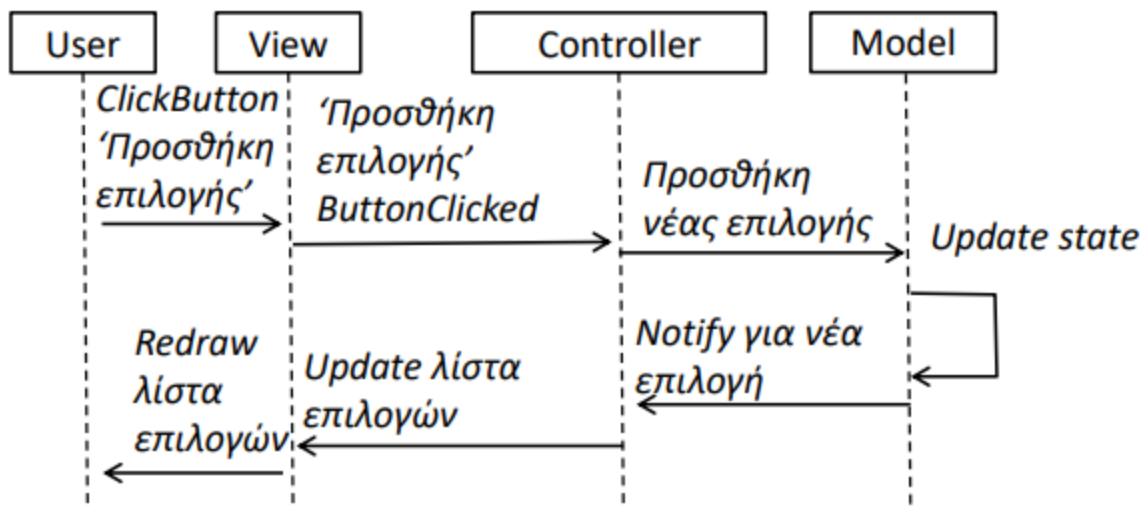 User
View
Controller
Model
ClickButton
‘Προσθήκη
επιλογής’
‘Προσθήκη
επιλογής’
ButtonClicked
Προσθήκη
νέας επιλογής
Update state
Notify για νέα
επιλογή
Update λίστα
επιλογών
Redraw
λίστα
επιλογών